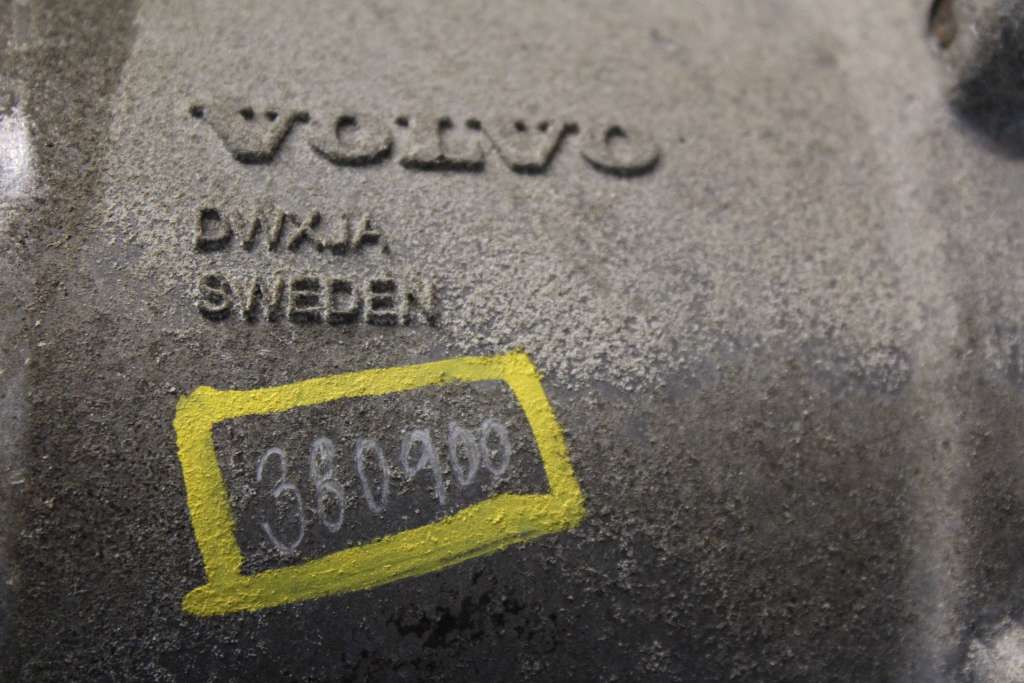 VOLVO
DWXJA
SWEDEN
380900